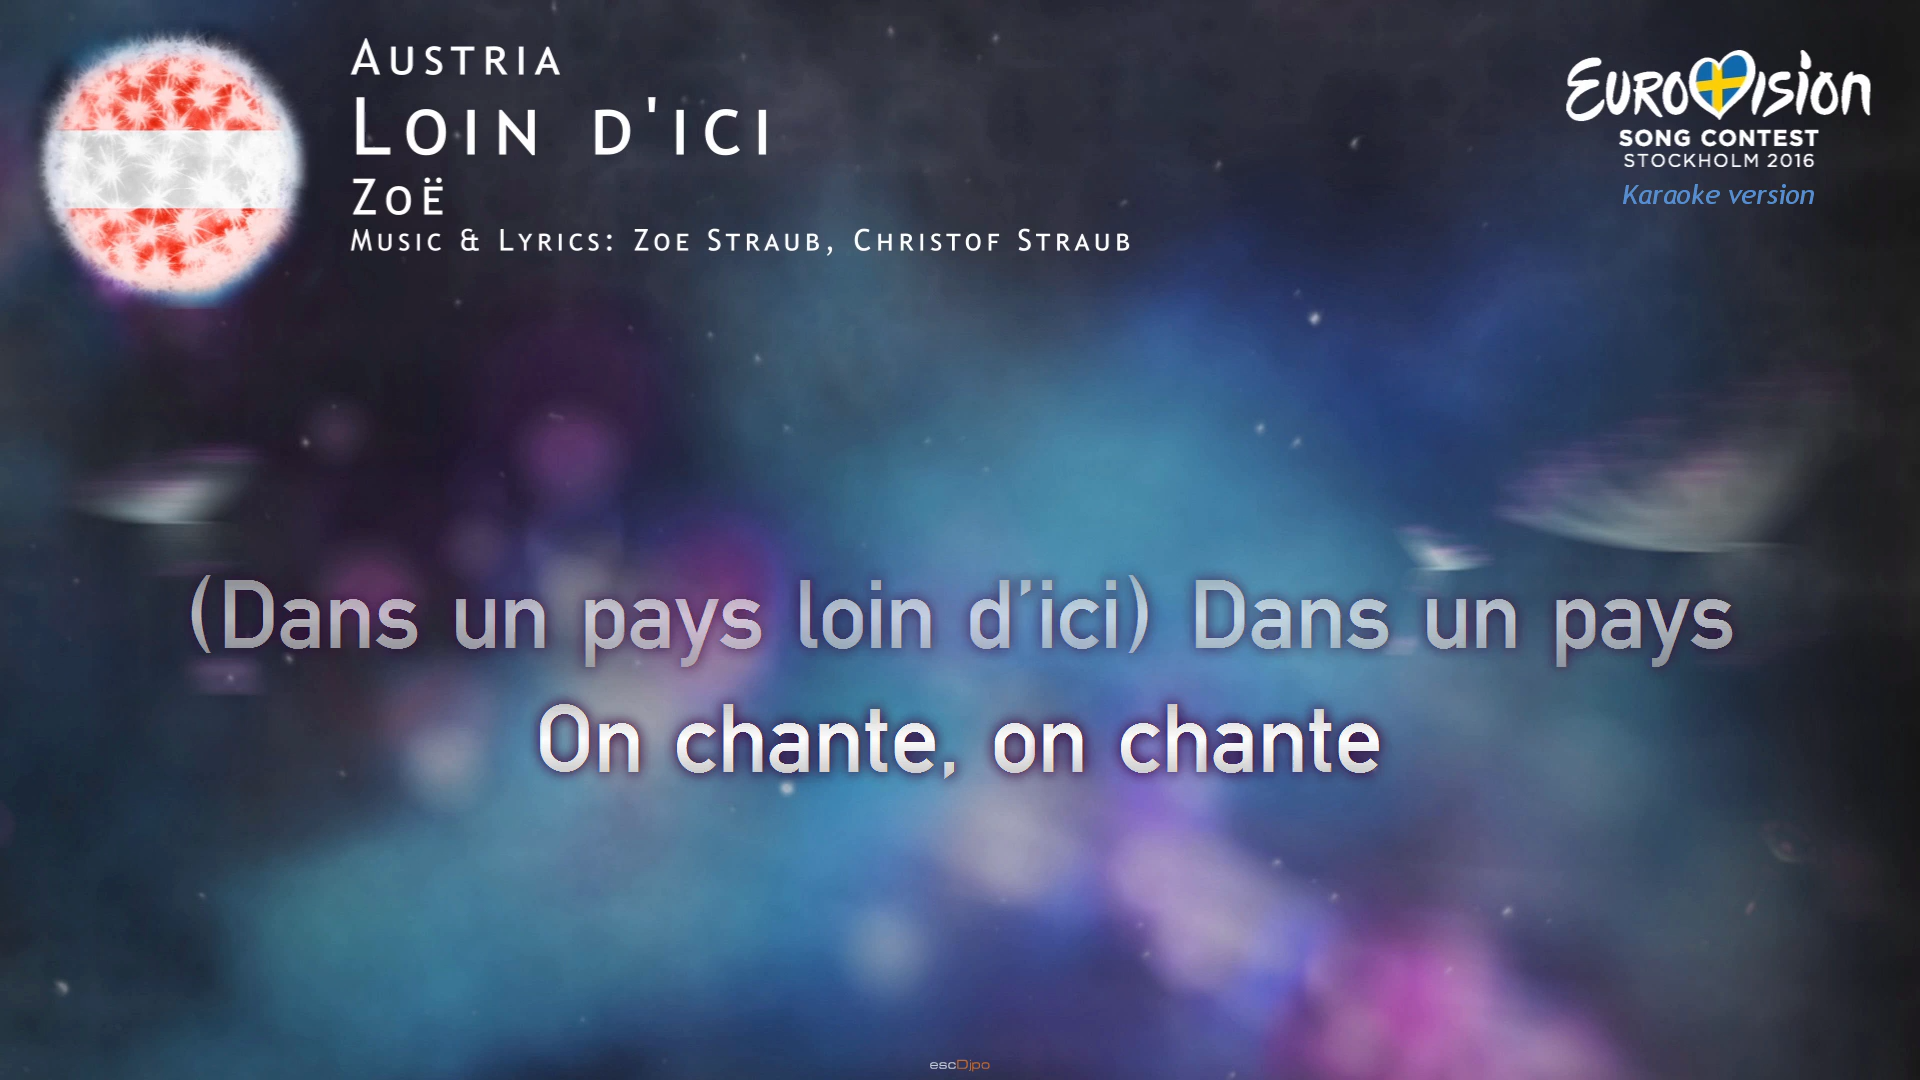 Austria
Loin d'ici
Zoë
Music & Lyrics: Zoe Straub, Christof Straub
EUROVISION
SONG CONTEST
STOCKHOLM 2016
Karaoke version
(Dans un pays loin d’ici) Dans un pays
On chante, on chante
escDjpo